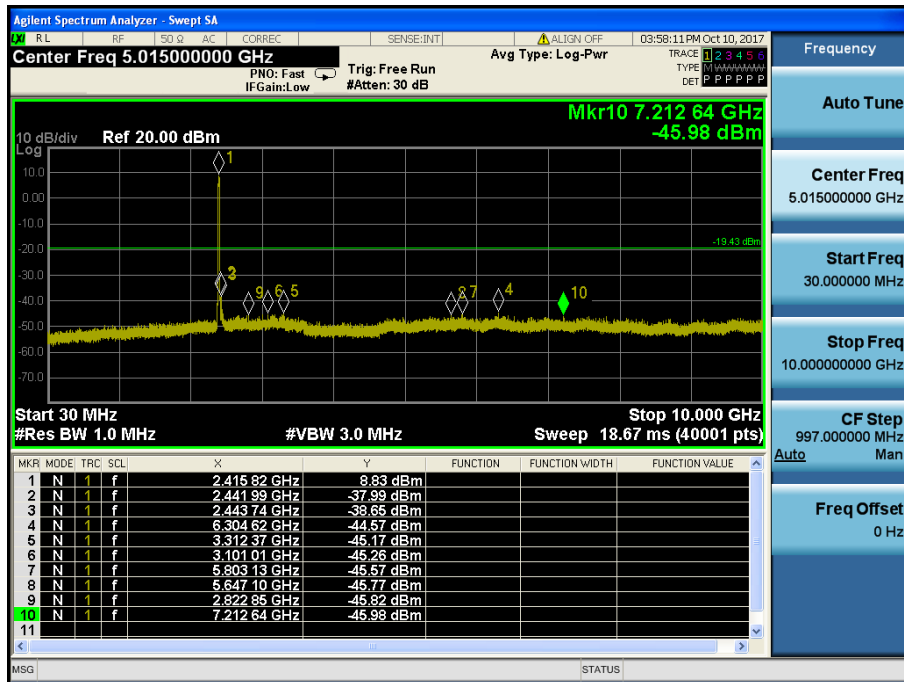 Agilent Spectrum Analyzer - Swept SA
LXI RL RF 50 Ω AC CORREC SENSE:INT ALIGN OFF 03:58:11 PM Oct 10, 2017
Center Freq 5.015000000 GHz
PNO: Fast
IFGain:Low
Trig: Free Run
#Atten: 30 dB
Avg Type: Log-Pwr
TRACE 1 2 3 4 5 6
TYPE M W W W W W
DET P P P P P P
Mkr10 7.212 64 GHz
-45.98 dBm
10 dB/div
Log
Ref 20.00 dBm
10.0
0.00
-10.0
-20.0
-30.0
-40.0
-50.0
-60.0
-70.0
-19.43 dBm
1
3
9
6
5
8
7
4
10
Start 30 MHz
Stop 10.000 GHz
#Res BW 1.0 MHz
#VBW 3.0 MHz
Sweep 18.67 ms (40001 pts)
MKR MODE TRC SCL X Y FUNCTION FUNCTION WIDTH FUNCTION VALUE
1 N 1 f 2.415 82 GHz 8.83 dBm
2 N 1 f 2.441 99 GHz -37.99 dBm
3 N 1 f 2.443 74 GHz -38.65 dBm
4 N 1 f 6.304 62 GHz -44.57 dBm
5 N 1 f 3.312 37 GHz -45.17 dBm
6 N 1 f 3.101 01 GHz -45.26 dBm
7 N 1 f 5.803 13 GHz -45.57 dBm
8 N 1 f 5.647 10 GHz -45.77 dBm
9 N 1 f 2.822 85 GHz -45.82 dBm
10 N 1 f 7.212 64 GHz -45.98 dBm
11
MSG
STATUS
Frequency
Auto Tune
Center Freq
5.015000000 GHz
Start Freq
30.000000 MHz
Stop Freq
10.000000000 GHz
CF Step
997.000000 MHz
Auto Man
Freq Offset
0 Hz